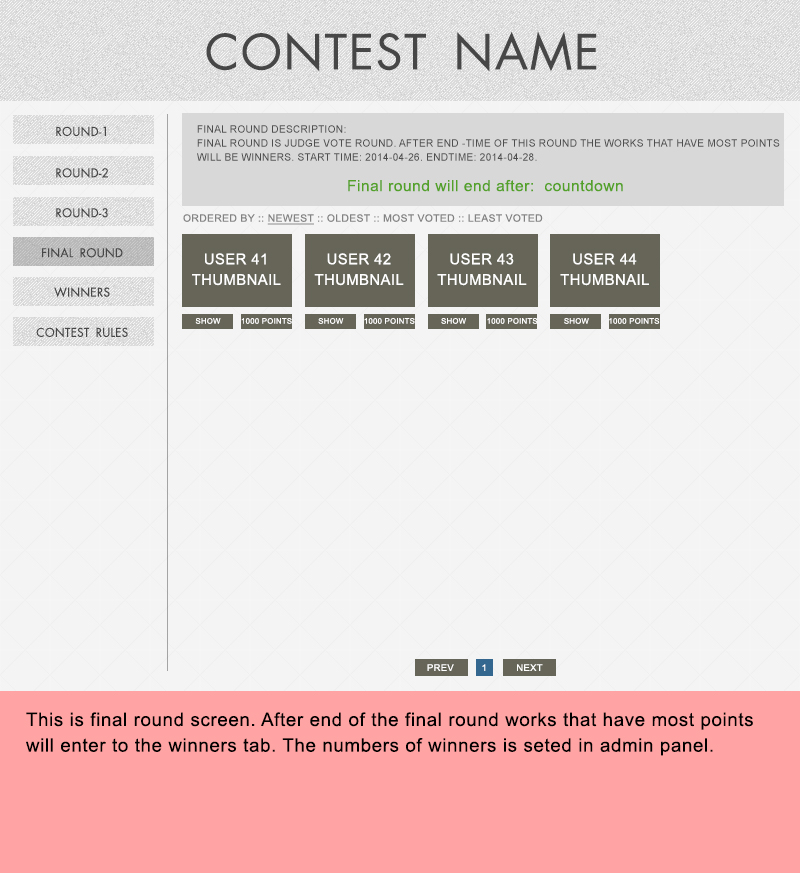 CONTEST NAME
ROUND-1
ROUND-2
ROUND-3
FINAL ROUND
WINNERS
CONTEST RULES
FINAL ROUND DESCRIPTION:
FINAL ROUND IS JUDGE VOTE ROUND. AFTER END -TIME OF THIS ROUND THE WORKS THAT HAVE MOST POINTS
WILL BE WINNERS. START TIME: 2014-04-26. ENDTIME: 2014-04-28.
Final round will end after: countdown
ORDERED BY :: NEWEST :: OLDEST :: MOST VOTED :: LEAST VOTED
USER 41
THUMBNAIL
SHOW 1000 POINTS
USER 42
THUMBNAIL
SHOW 1000 POINTS
USER 43
THUMBNAIL
SHOW 1000 POINTS
USER 44
THUMBNAIL
SHOW 1000 POINTS
PREV 1 NEXT
This is final round screen. After end of the final round works that have most points
will enter to the winners tab. The numbers of winners is seted in admin panel.